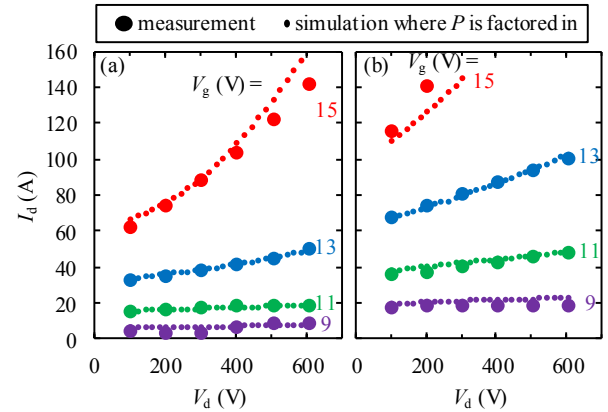 measurement simulation where P is factored in
160 (a) (b) Vg (V) =
140 Vg (V) = 15
120 15
100 13
80
60 13
40 11
20 11
0 9 9
0 200 400 600 0 200 400 600
Id (A)
Vd (V) Vd (V)